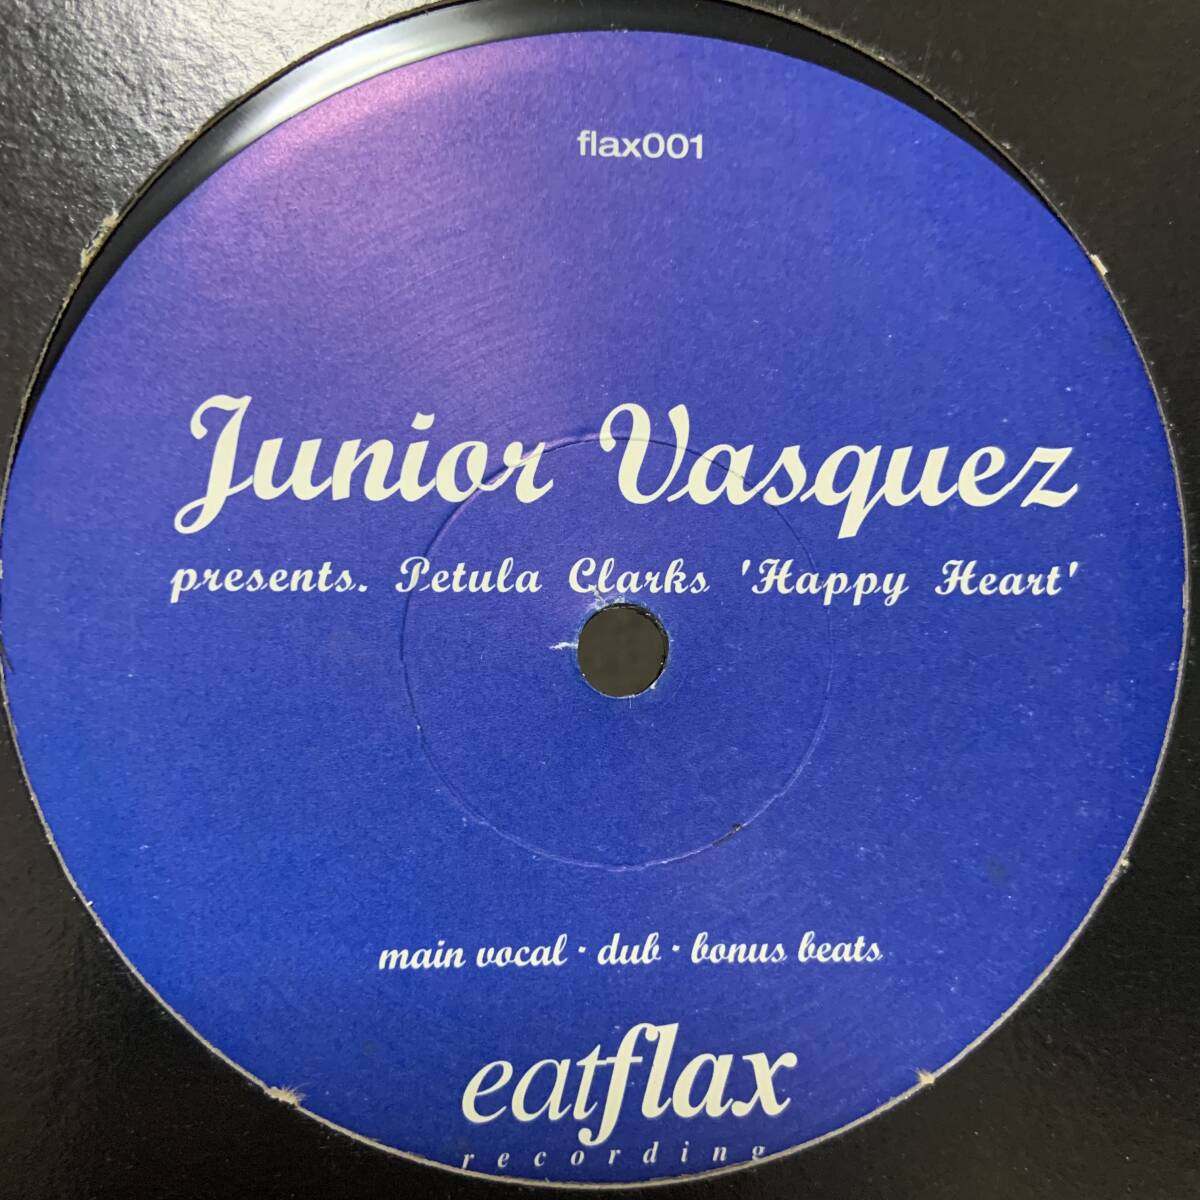 flax001
Junior Vasquez
presents. Petula Clarks 'Happy Heart'
main vocal · dub · bonus beats
eatflax
recording